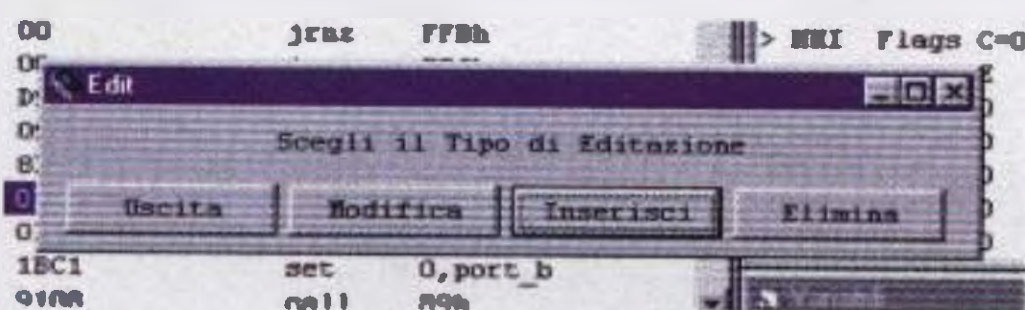 00 jrnz FFBh > NMI Flags C=0
Edit
Scegli il Tipo di Editazione
Uscita Modifica Inserisci Elimina
1BC1 set 0,port_b
call